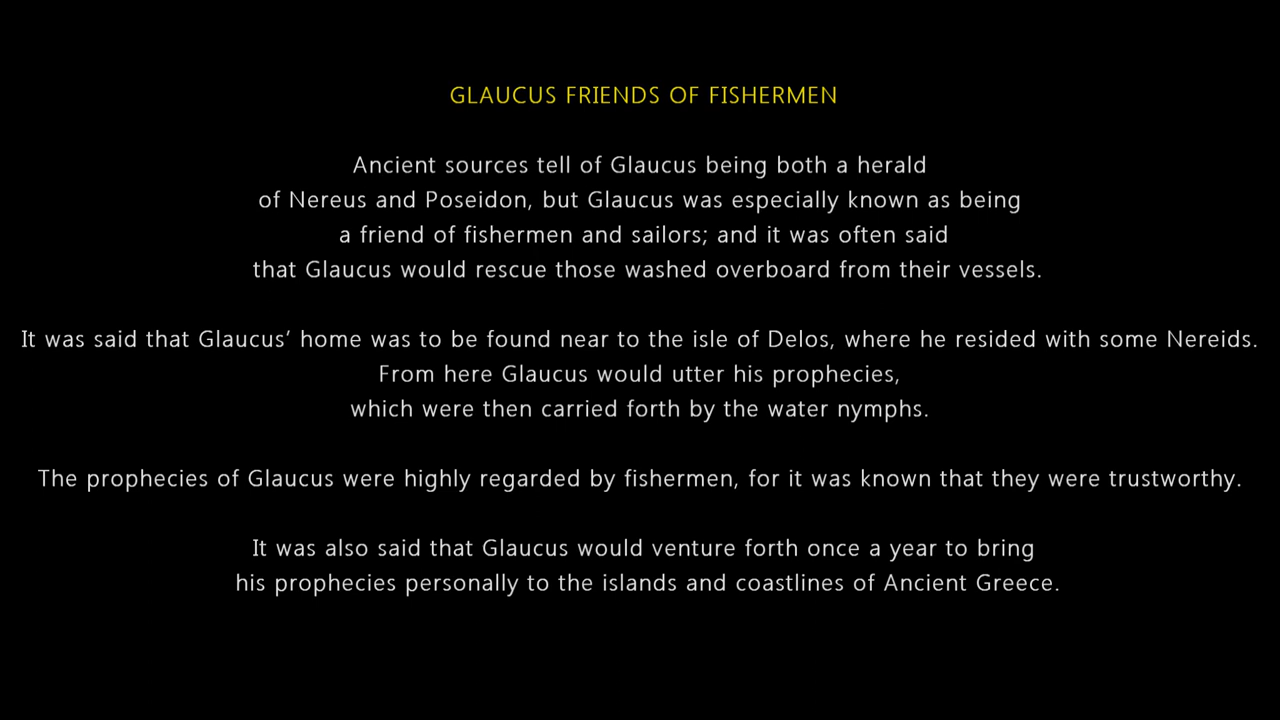 GLAUCUS FRIENDS OF FISHERMEN
Ancient sources tell of Glaucus being both a herald
of Nereus and Poseidon, but Glaucus was especially known as being
a friend of fishermen and sailors; and it was often said
that Glaucus would rescue those washed overboard from their vessels.
It was said that Glaucus’ home was to be found near to the isle of Delos, where he resided with some Nereids.
From here Glaucus would utter his prophecies,
which were then carried forth by the water nymphs.
The prophecies of Glaucus were highly regarded by fishermen, for it was known that they were trustworthy.
It was also said that Glaucus would venture forth once a year to bring
his prophecies personally to the islands and coastlines of Ancient Greece.